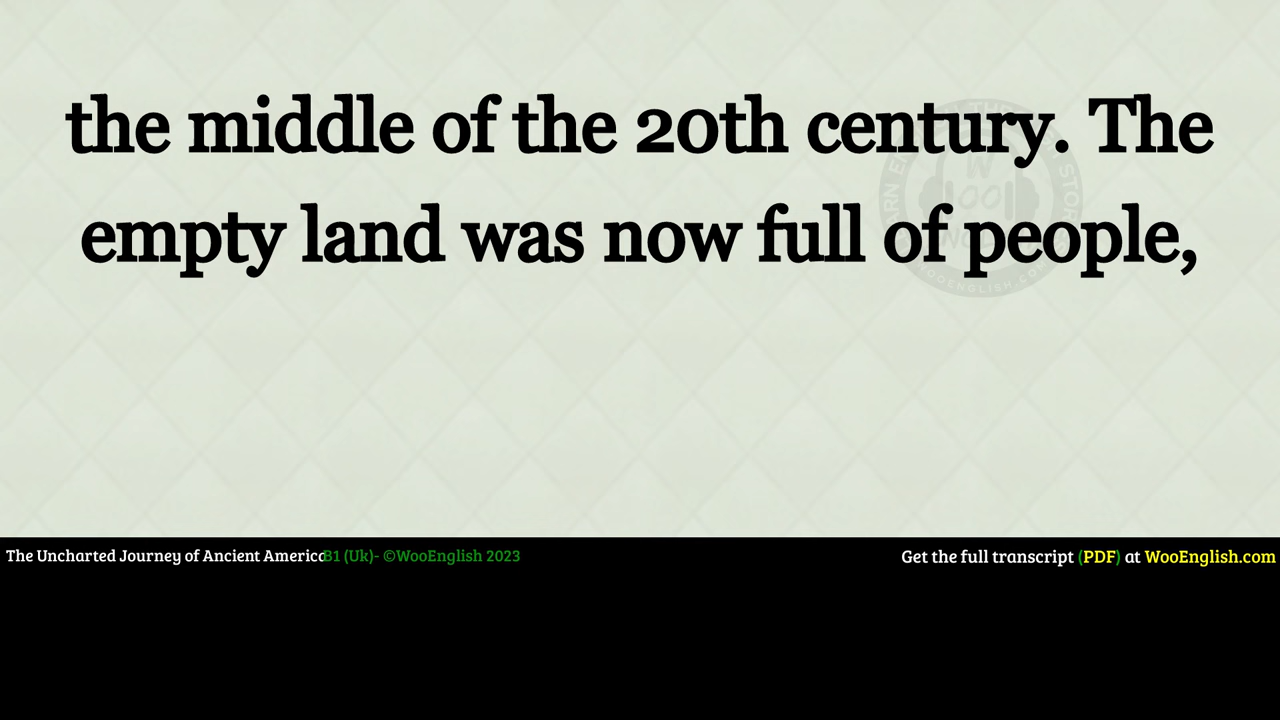 the middle of the 20th century. The
empty land was now full of people,
The Uncharted Journey of Ancient America B1 (Uk)- ©WooEnglish 2023
Get the full transcript (PDF) at WooEnglish.com